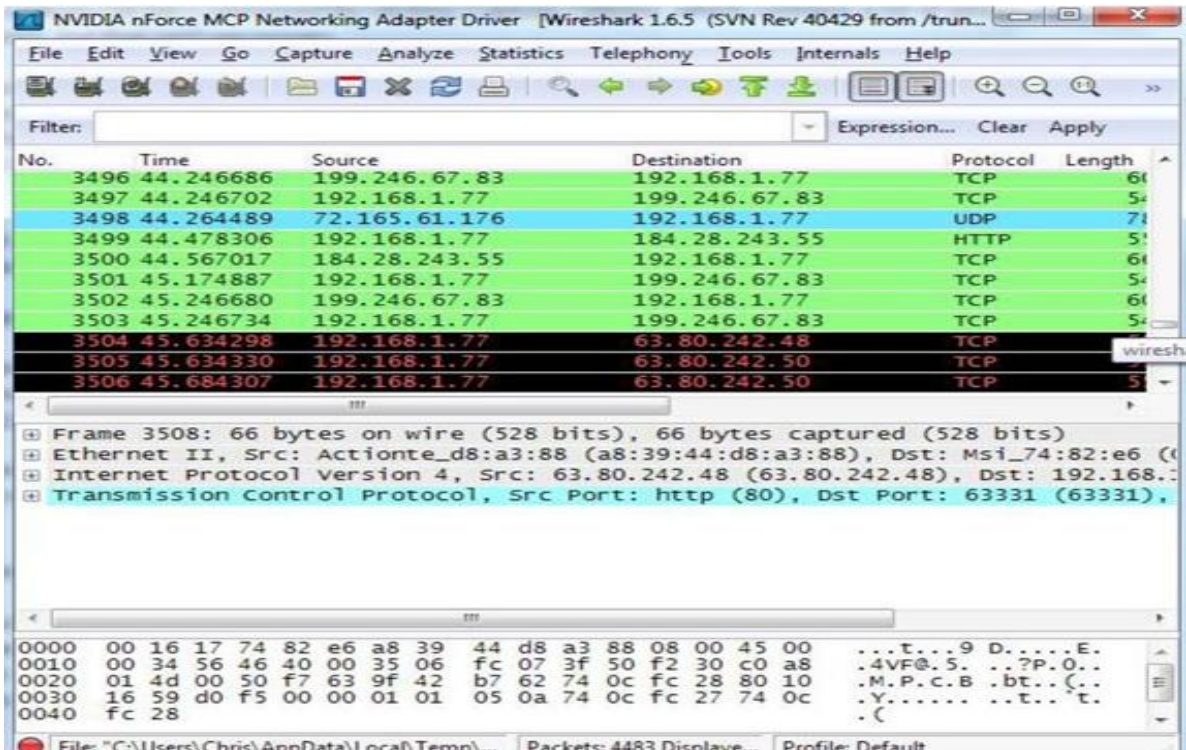 NVIDIA nForce MCP Networking Adapter Driver [Wireshark 1.6.5 (SVN Rev 40429 from /trun...
File Edit View Go Capture Analyze Statistics Telephony Tools Internals Help
Filter: Expression... Clear Apply
No. Time Source Destination Protocol Length
3496 44.246686 199.246.67.83 192.168.1.77 TCP 60
3497 44.246702 192.168.1.77 199.246.67.83 TCP 54
3498 44.264489 72.165.61.176 192.168.1.77 UDP 78
3499 44.478306 192.168.1.77 184.28.243.55 HTTP 5
3500 44.567017 184.28.243.55 192.168.1.77 TCP 66
3501 45.174887 192.168.1.77 199.246.67.83 TCP 54
3502 45.246680 199.246.67.83 192.168.1.77 TCP 60
3503 45.246734 192.168.1.77 199.246.67.83 TCP 54
3504 45.634298 192.168.1.77 63.80.242.48 TCP
wiresh
3505 45.634330 192.168.1.77 63.80.242.50 TCP
3506 45.684307 192.168.1.77 63.80.242.50 TCP 5
Frame 3508: 66 bytes on wire (528 bits), 66 bytes captured (528 bits)
Ethernet II, Src: Actionte_d8:a3:88 (a8:39:44:d8:a3:88), Dst: Msi_74:82:e6 (
Internet Protocol Version 4, Src: 63.80.242.48 (63.80.242.48), Dst: 192.168.
Transmission Control Protocol, Src Port: http (80), Dst Port: 63331 (63331),
0000 00 16 17 74 82 e6 a8 39 44 d8 a3 88 08 00 45 00 ...t...9 D.....E.
0010 00 34 56 46 40 00 35 06 fc 07 3f 50 f2 30 c0 a8 .4VF@.5. ..?P.0..
0020 01 4d 00 50 f7 63 9f 42 b7 62 74 0c fc 28 80 10 .M.P.c.B .bt..(..
0030 16 59 d0 f5 00 00 01 01 05 0a 74 0c fc 27 74 0c .Y...... ..t..'t.
0040 fc 28 .(
File: "C:\Users\Chris\AppData\Local\Temp\... Packets: 4483 Displaye... Profile: Default